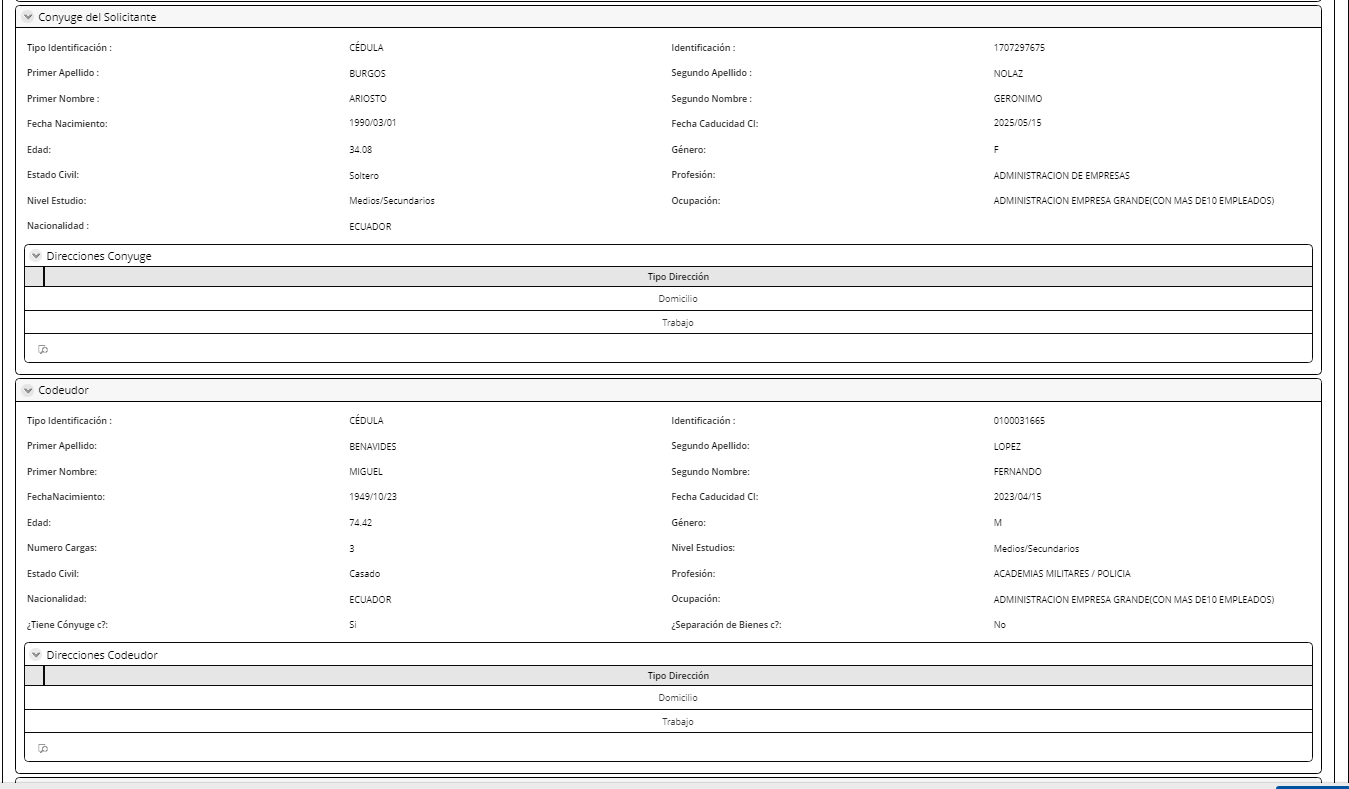 Conyuge del Solicitante
Tipo Identificación : CÉDULA Identificación : 1707297675
Primer Apellido : BURGOS Segundo Apellido : NOLAZ
Primer Nombre : ARIOSTO Segundo Nombre : GERONIMO
Fecha Nacimiento: 1990/03/01 Fecha Caducidad CI: 2025/05/15
Edad: 34.08 Género: F
Estado Civil: Soltero Profesión: ADMINISTRACION DE EMPRESAS
Nivel Estudio: Medios/Secundarios Ocupación: ADMINISTRACION EMPRESA GRANDE(CON MAS DE10 EMPLEADOS)
Nacionalidad : ECUADOR
Direcciones Conyuge
Tipo Dirección
Domicilio
Trabajo
Codeudor
Tipo Identificación : CÉDULA Identificación : 0100031665
Primer Apellido: BENAVIDES Segundo Apellido: LOPEZ
Primer Nombre: MIGUEL Segundo Nombre: FERNANDO
FechaNacimiento: 1949/10/23 Fecha Caducidad CI: 2023/04/15
Edad: 74.42 Género: M
Numero Cargas: 3 Nivel Estudios: Medios/Secundarios
Estado Civil: Casado Profesión: ACADEMIAS MILITARES / POLICIA
Nacionalidad: ECUADOR Ocupación: ADMINISTRACION EMPRESA GRANDE(CON MAS DE10 EMPLEADOS)
¿Tiene Cónyuge c?: Si ¿Separación de Bienes c?: No
Direcciones Codeudor
Tipo Dirección
Domicilio
Trabajo